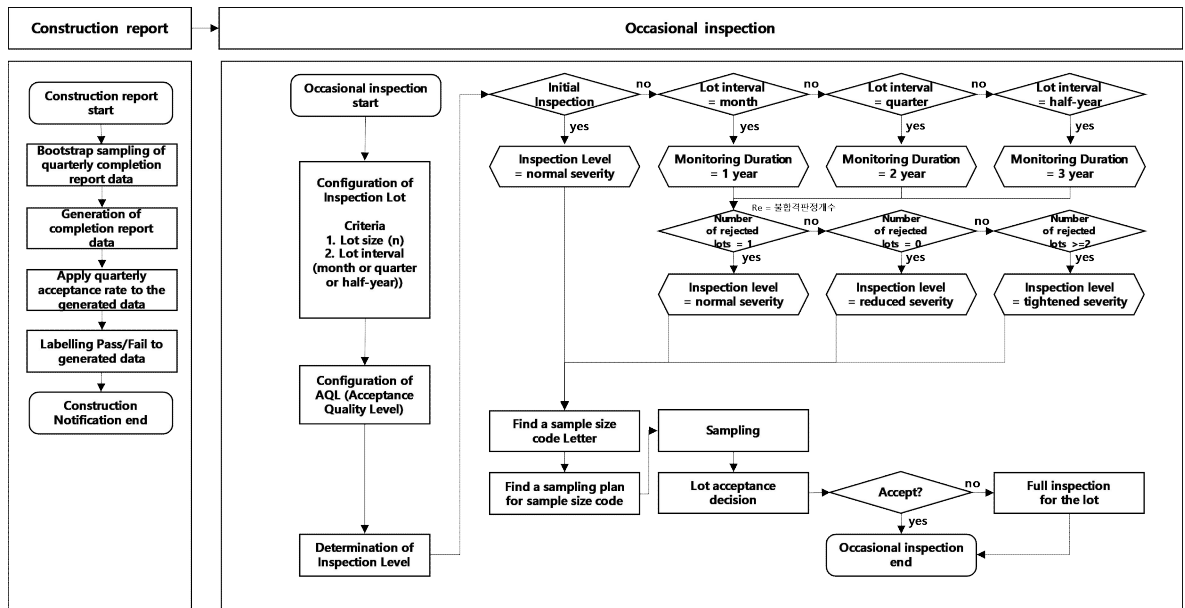 Construction report
Occasional inspection
Construction report
start
Bootstrap sampling of
quarterly completion
report data
Generation of
completion report
data
Apply quarterly
acceptance rate to the
generated data
Labelling Pass/Fail to
generated data
Construction
Notification end
Occasional inspection
start
Configuration of
Inspection Lot
Criteria
1. Lot size (n)
2. Lot interval
(month or quarter
or half-year))
Configuration of
AQL (Acceptance
Quality Level)
Determination of
Inspection Level
Initial
Inspection
no
yes
Lot interval
= month
no
yes
Lot interval
= quarter
no
yes
Lot interval
= half-year
yes
Inspection Level
= normal severity
Monitoring Duration
= 1 year
Monitoring Duration
= 2 year
Monitoring Duration
= 3 year
Re = 불합격판정개수
Number
of rejected
lots = 1
no
yes
Number
of rejected
lots = 0
no
yes
Number
of rejected
lots >=2
yes
Inspection level
= normal severity
Inspection level
= reduced severity
Inspection level
= tightened severity
Find a sample size
code Letter
Find a sampling plan
for sample size code
Sampling
Lot acceptance
decision
Accept?
no
yes
Full inspection
for the lot
Occasional inspection
end